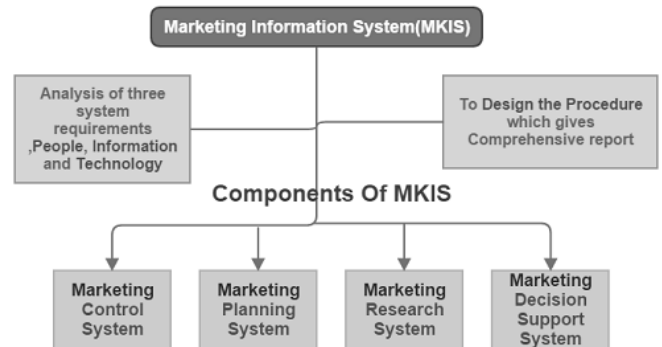 Marketing Information System(MKIS)
Analysis of three
system
requirements
,People, Information
and Technology
To Design the Procedure
which gives
Comprehensive report
Components Of MKIS
Marketing
Control
System
Marketing
Planning
System
Marketing
Research
System
Marketing
Decision
Support
System